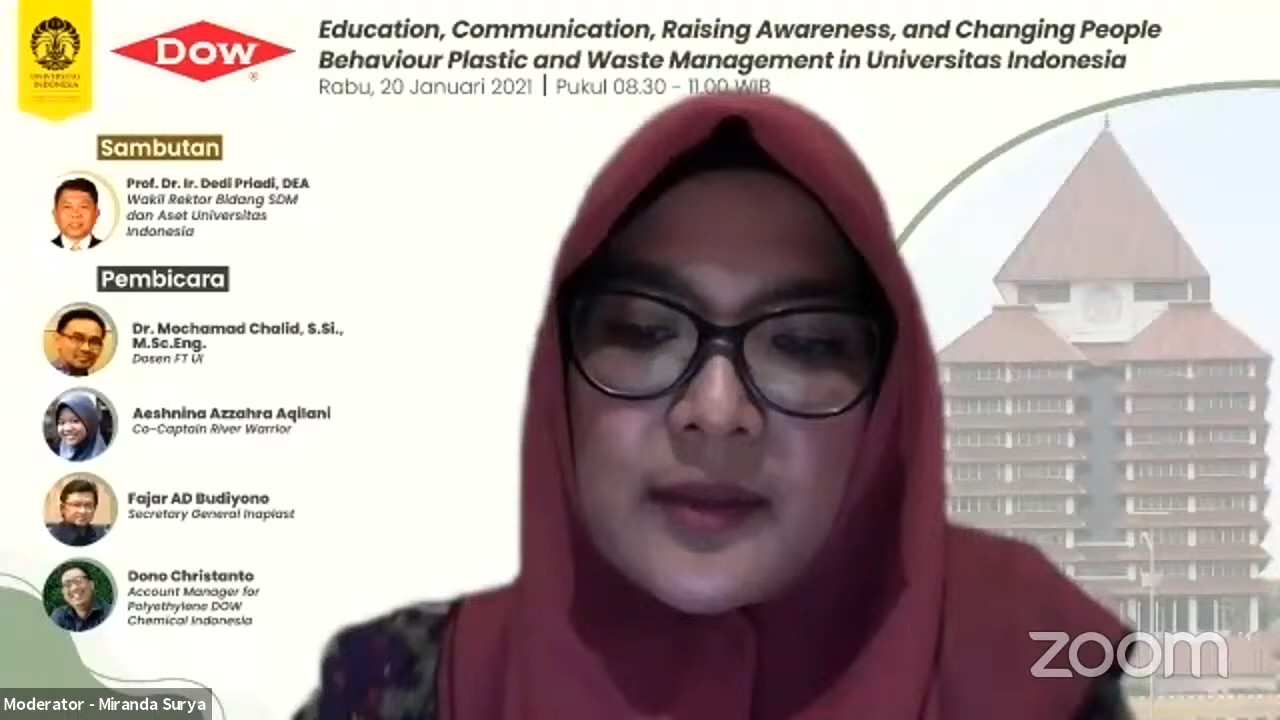 UNIVERSITAS
INDONESIA
DOW
®
Education, Communication, Raising Awareness, and Changing People
Behaviour Plastic and Waste Management in Universitas Indonesia
Rabu, 20 Januari 2021 | Pukul 08.30 - 11.00 WIB
Sambutan
Prof. Dr. Ir. Dedi Priadi, DEA
Wakil Rektor Bidang SDM
dan Aset Universitas
Indonesia
Pembicara
Dr. Mochamad Chalid, S.Si.,
M.Sc.Eng.
Dosen FT UI
Aeshnina Azzahra Aqilani
Co-Captain River Warrior
Fajar AD Budiyono
Secretary General Inaplast
Dono Christanto
Account Manager for
Polyethylene DOW
Chemical Indonesia
zoom
Moderator - Miranda Surya